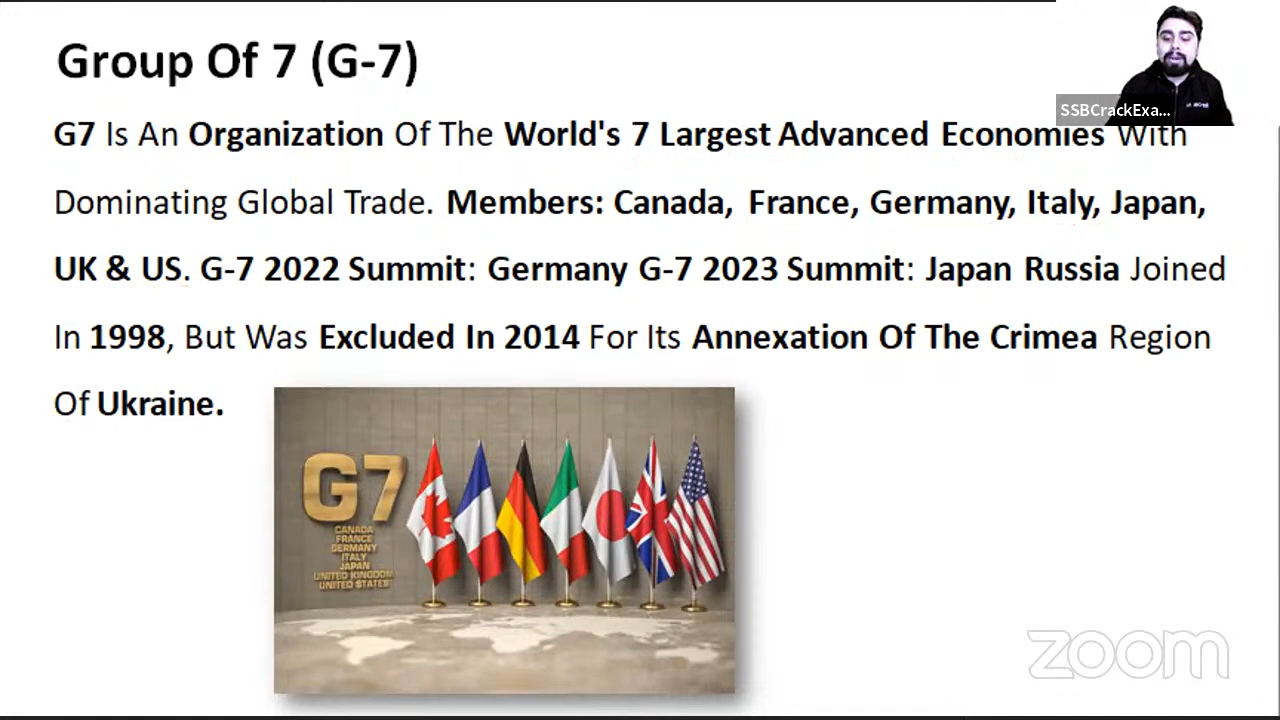 Group Of 7 (G-7)
SSBCrackExa...
G7 Is An Organization Of The World's 7 Largest Advanced Economies With
Dominating Global Trade. Members: Canada, France, Germany, Italy, Japan,
UK & US. G-7 2022 Summit: Germany G-7 2023 Summit: Japan Russia Joined
In 1998, But Was Excluded In 2014 For Its Annexation Of The Crimea Region
Of Ukraine.
G7
CANADA
FRANCE
GERMANY
ITALY
JAPAN
UNITED KINGDOM
UNITED STATES
zoom